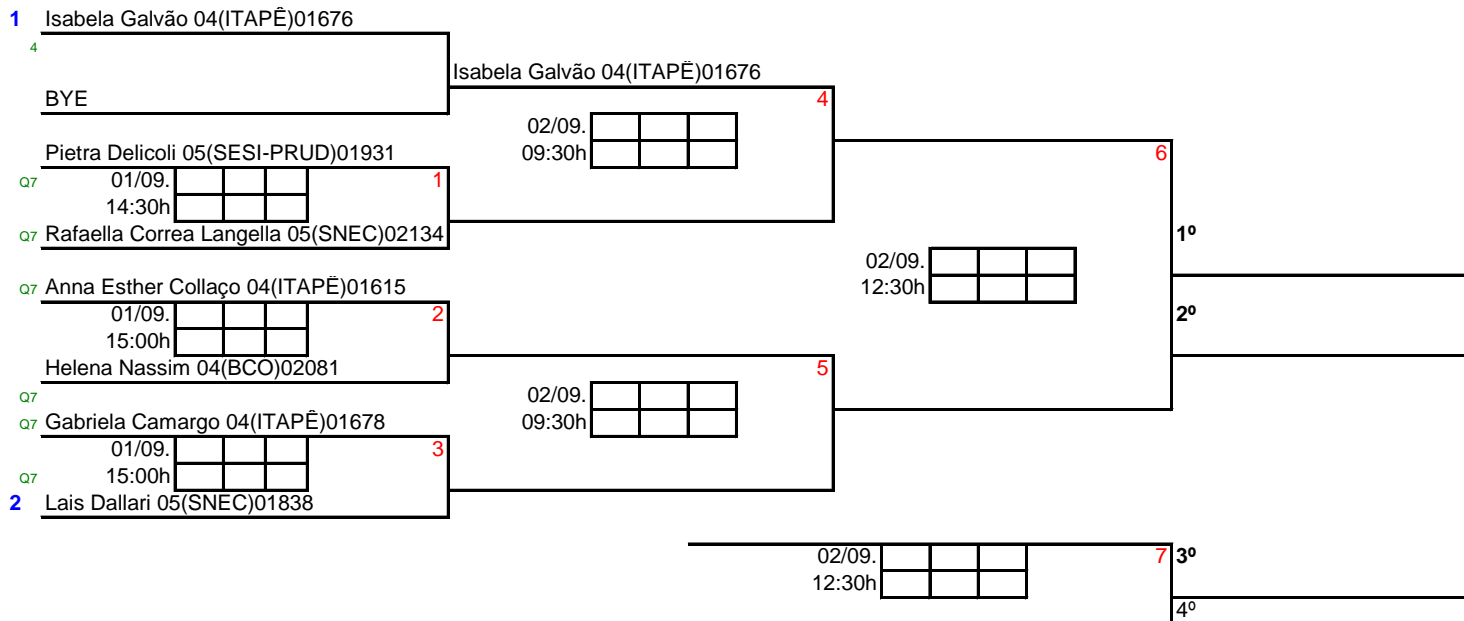 1 Isabela Galvão 04(ITAPÊ)01676
4
Isabela Galvão 04(ITAPÊ)01676
BYE
4
02/09.
09:30h
Pietra Delicoli 05(SESI-PRUD)01931
6
Q7 01/09. 1
14:30h
Q7 Rafaella Correa Langella 05(SNEC)02134
1º
02/09.
12:30h
Q7 Anna Esther Collaço 04(ITAPÊ)01615
01/09. 2
15:00h
2º
Helena Nassim 04(BCO)02081
5
Q7
02/09.
09:30h
Q7 Gabriela Camargo 04(ITAPÊ)01678
01/09. 3
Q7 15:00h
2 Lais Dallari 05(SNEC)01838
02/09. 7 3º
12:30h
4º